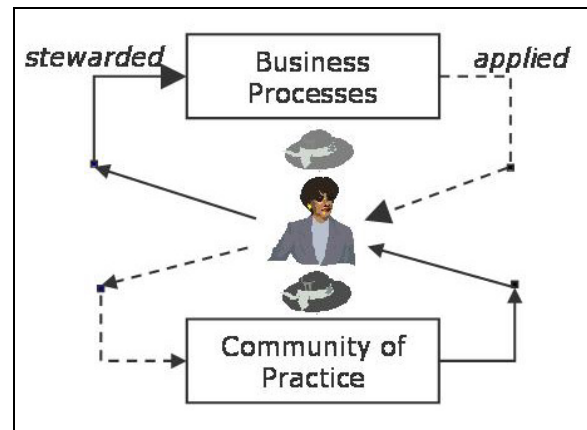 stewarded
Business
Processes
applied
Community of
Practice